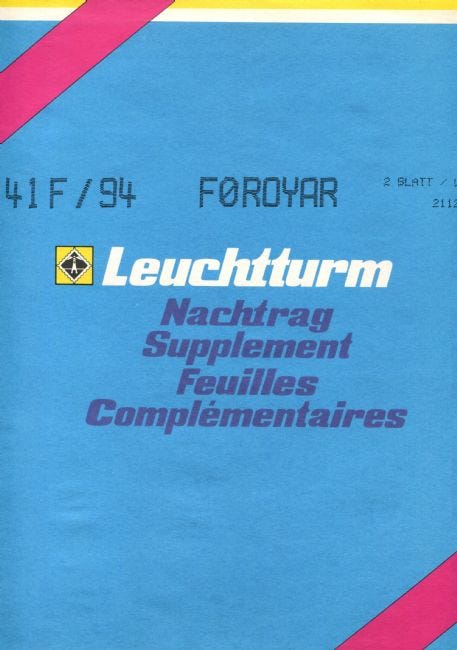 41F/94 FØROYAR 2 BLATT /
2112
Leuchtturm
Nachtrag
Supplement
Feuilles
Complémentaires